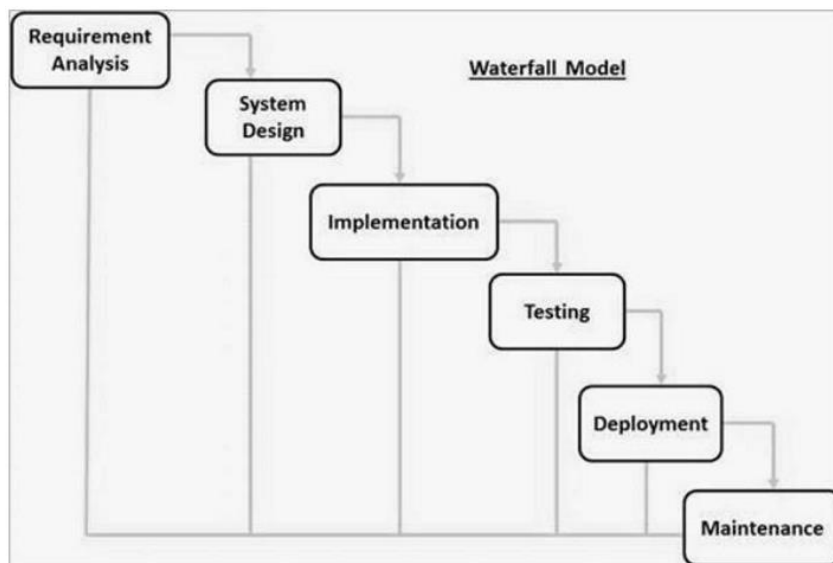 Requirement
Analysis
Waterfall Model
System
Design
Implementation
Testing
Deployment
Maintenance